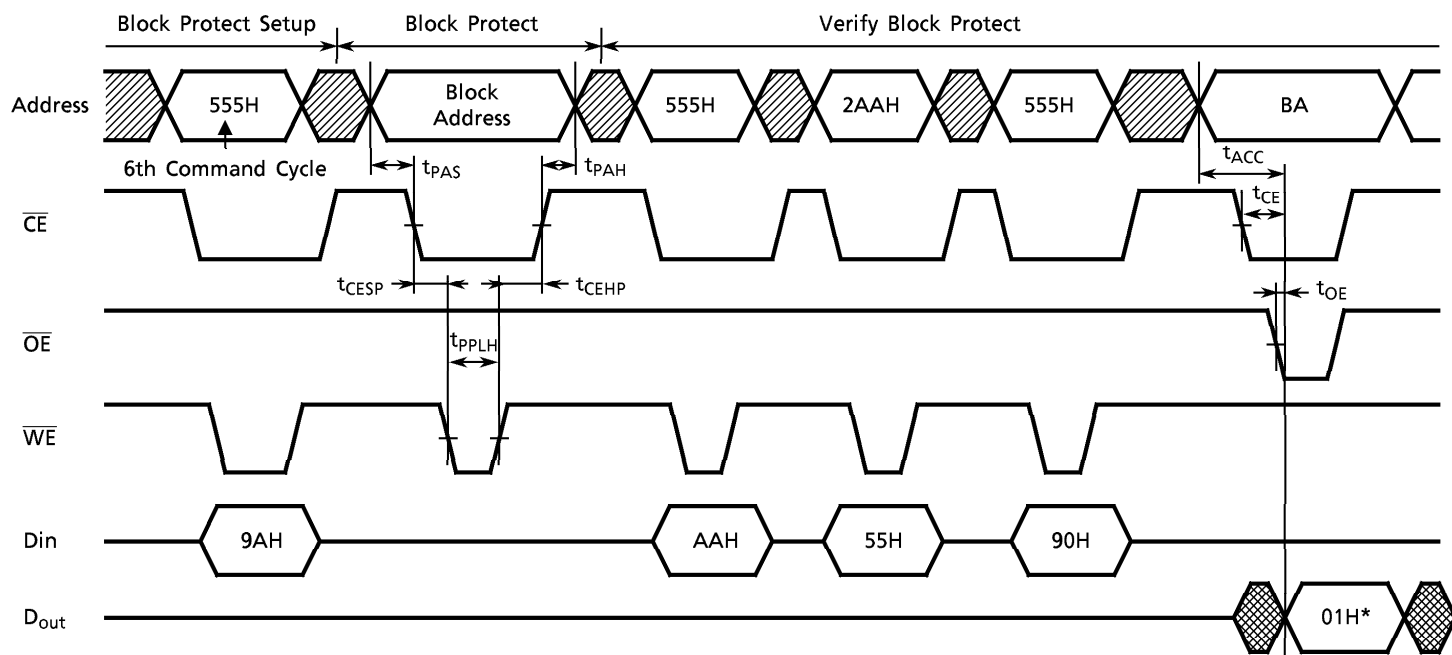 Block Protect Setup Block Protect Verify Block Protect
Address 555H Block Address 555H 2AAH 555H BA
6th Command Cycle tPAS tPAH tACC
CE tCE
tCESP tCEHP tOE
OE tPPLH
WE
Din 9AH AAH 55H 90H
Dout 01H*